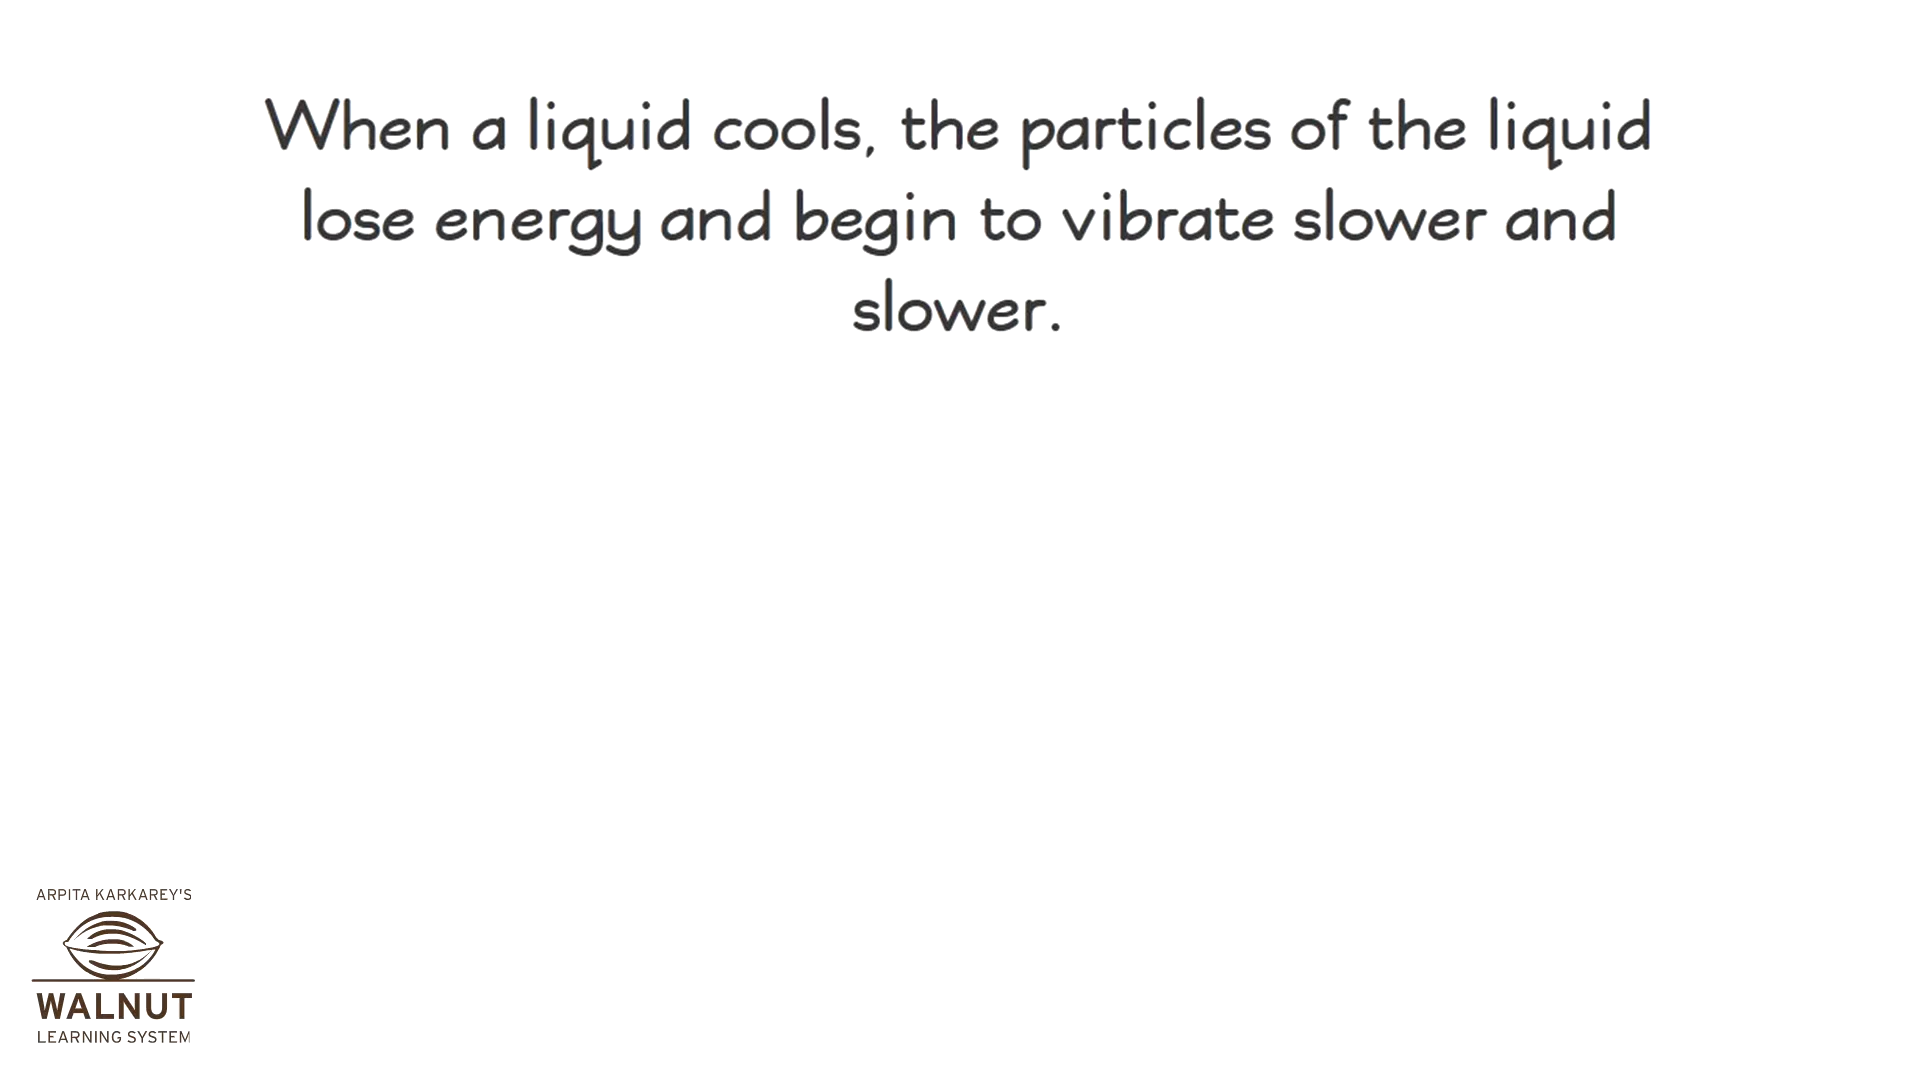 When a liquid cools, the particles of the liquid
lose energy and begin to vibrate slower and
slower.
ARPITA KARKAREY'S
WALNUT
LEARNING SYSTEM